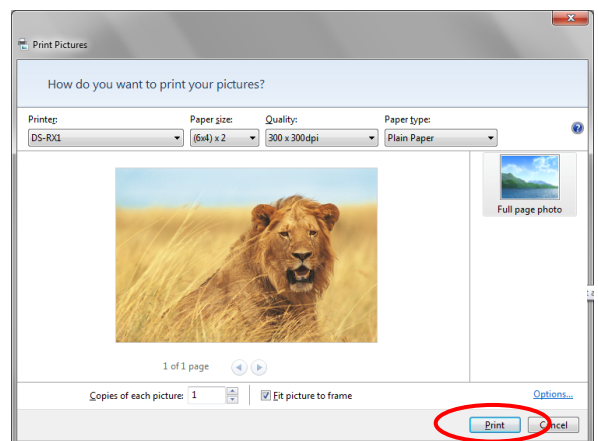 Print Pictures
How do you want to print your pictures?
Printer: Paper size: Quality: Paper type:
DS-RX1 (6x4) x 2 300 x 300dpi Plain Paper
Full page photo
1 of 1 page
Copies of each picture: 1 Fit picture to frame Options...
Print Cancel